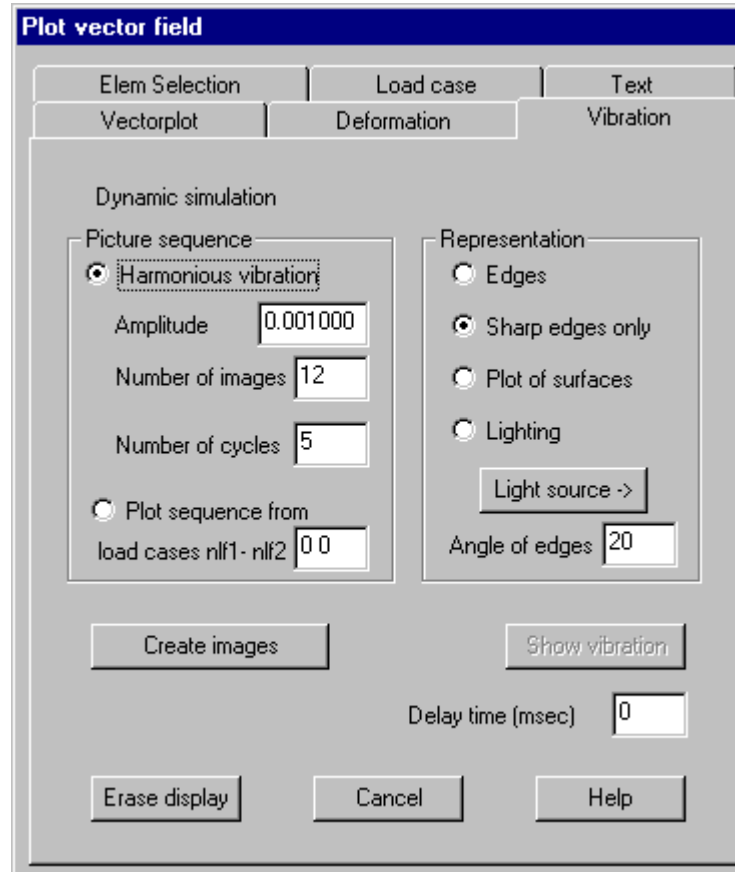 Plot vector field
Elem Selection Load case Text
Vectorplot Deformation Vibration
Dynamic simulation
Picture sequence
Harmonious vibration
Amplitude 0.001000
Number of images 12
Number of cycles 5
Plot sequence from
load cases nlf1- nlf2 0 0
Representation
Edges
Sharp edges only
Plot of surfaces
Lighting
Light source ->
Angle of edges 20
Create images Show vibration
Delay time (msec) 0
Erase display Cancel Help